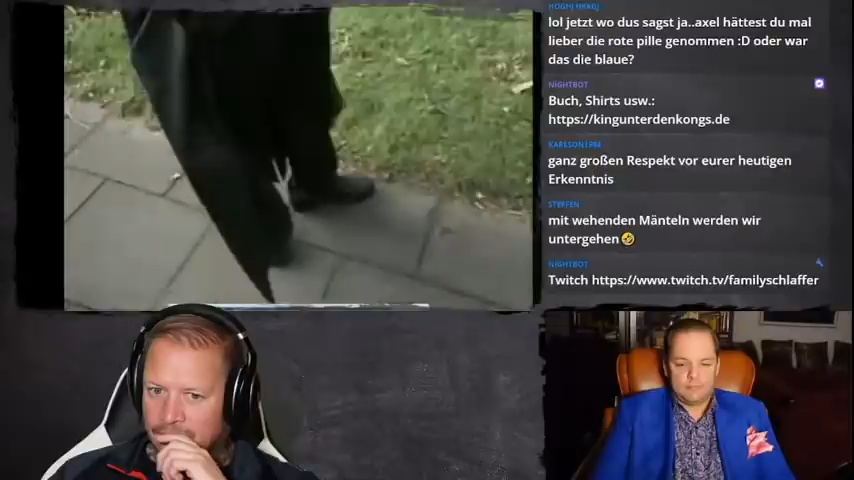 lol jetzt wo dus sagst ja..axel hättest du mal
lieber die rote pille genommen :D oder war
das die blaue?
NIGHTBOT
Buch, Shirts usw.:
https://kingunterdenkongs.de
KARLSON1984
ganz großen Respekt vor eurer heutigen
Erkenntnis
STEFFEN
mit wehenden Mänteln werden wir
untergehen🤣
NIGHTBOT
Twitch https://www.twitch.tv/familyschlaffer